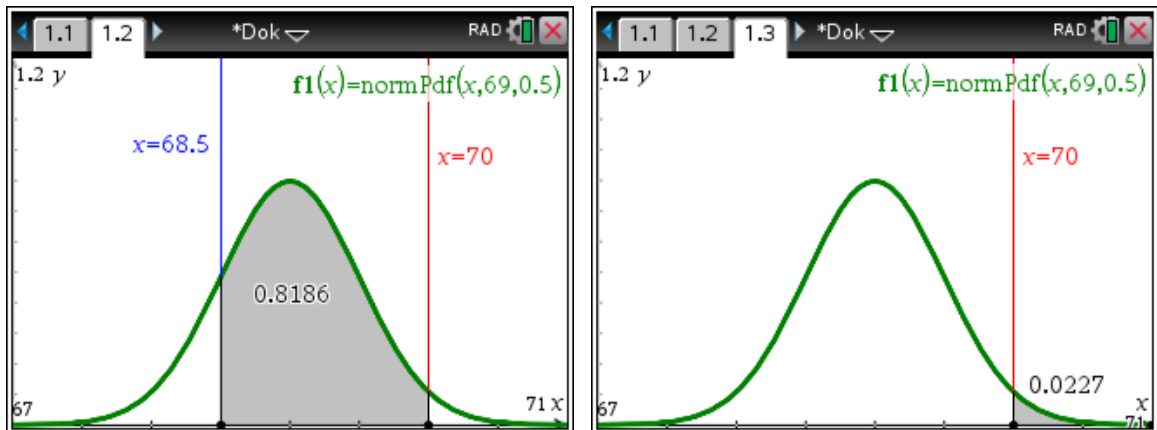 1.1 1.2 *Dok RAD
1.2 y
f1(x)=normPdf(x,69,0.5)
x=68.5
x=70
0.8186
67
71 x
1.1 1.2 1.3 *Dok RAD
1.2 y
f1(x)=normPdf(x,69,0.5)
x=70
0.0227
67
x
71